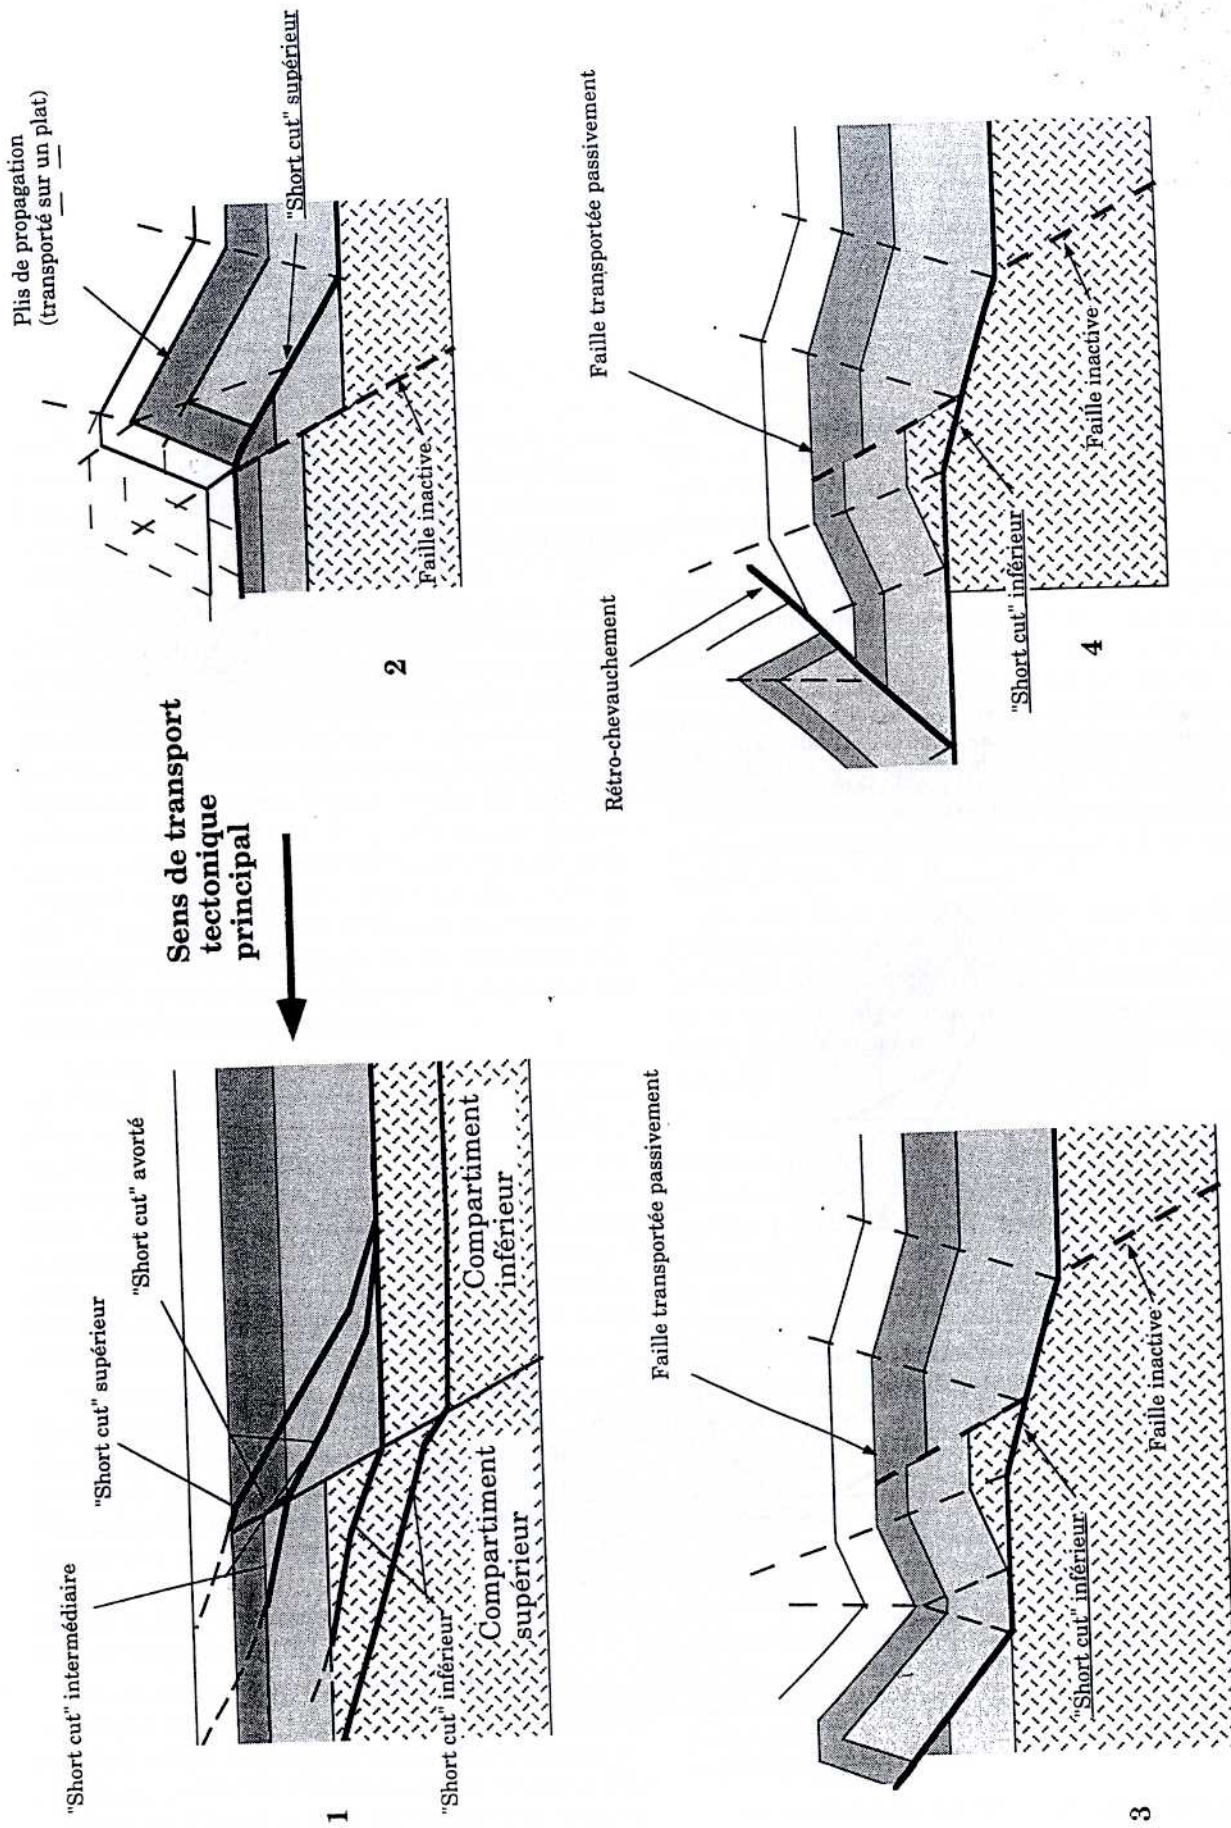 "Short cut" intermédiaire
"Short cut" supérieur
"Short cut" avorté
Compartiment
supérieur
Compartiment
inférieur
"Short cut" inférieur
1
Sens de transport
tectonique
principal
Plis de propagation
(transporté sur un plat)
"Short cut" supérieur
Faille inactive
2
Faille transportée passivement
"Short cut" inférieur
Faille inactive
3
Rétro-chevauchement
Faille transportée passivement
"Short cut" inférieur
Faille inactive
4